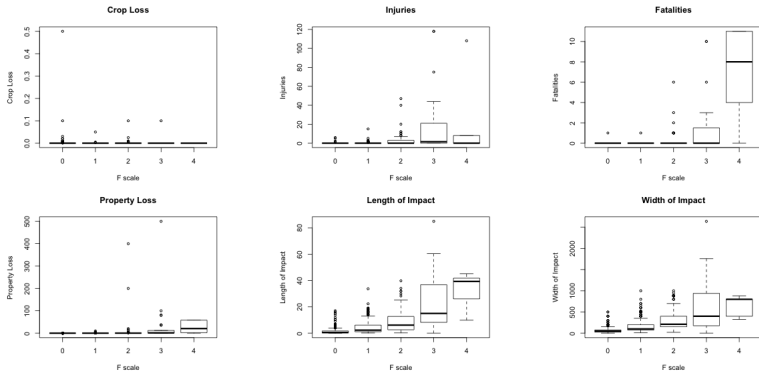 Crop Loss
Crop Loss
0.0 0.1 0.2 0.3 0.4 0.5
0 1 2 3 4
F scale
Injuries
Injuries
0 20 40 60 80 100 120
0 1 2 3 4
F scale
Fatalities
Fatalities
0 2 4 6 8 10
0 1 2 3 4
F scale
Property Loss
Property Loss
0 100 200 300 400 500
0 1 2 3 4
F scale
Length of Impact
Length of Impact
0 20 40 60 80
0 1 2 3 4
F scale
Width of Impact
Width of Impact
0 500 1000 2000
0 1 2 3 4
F scale